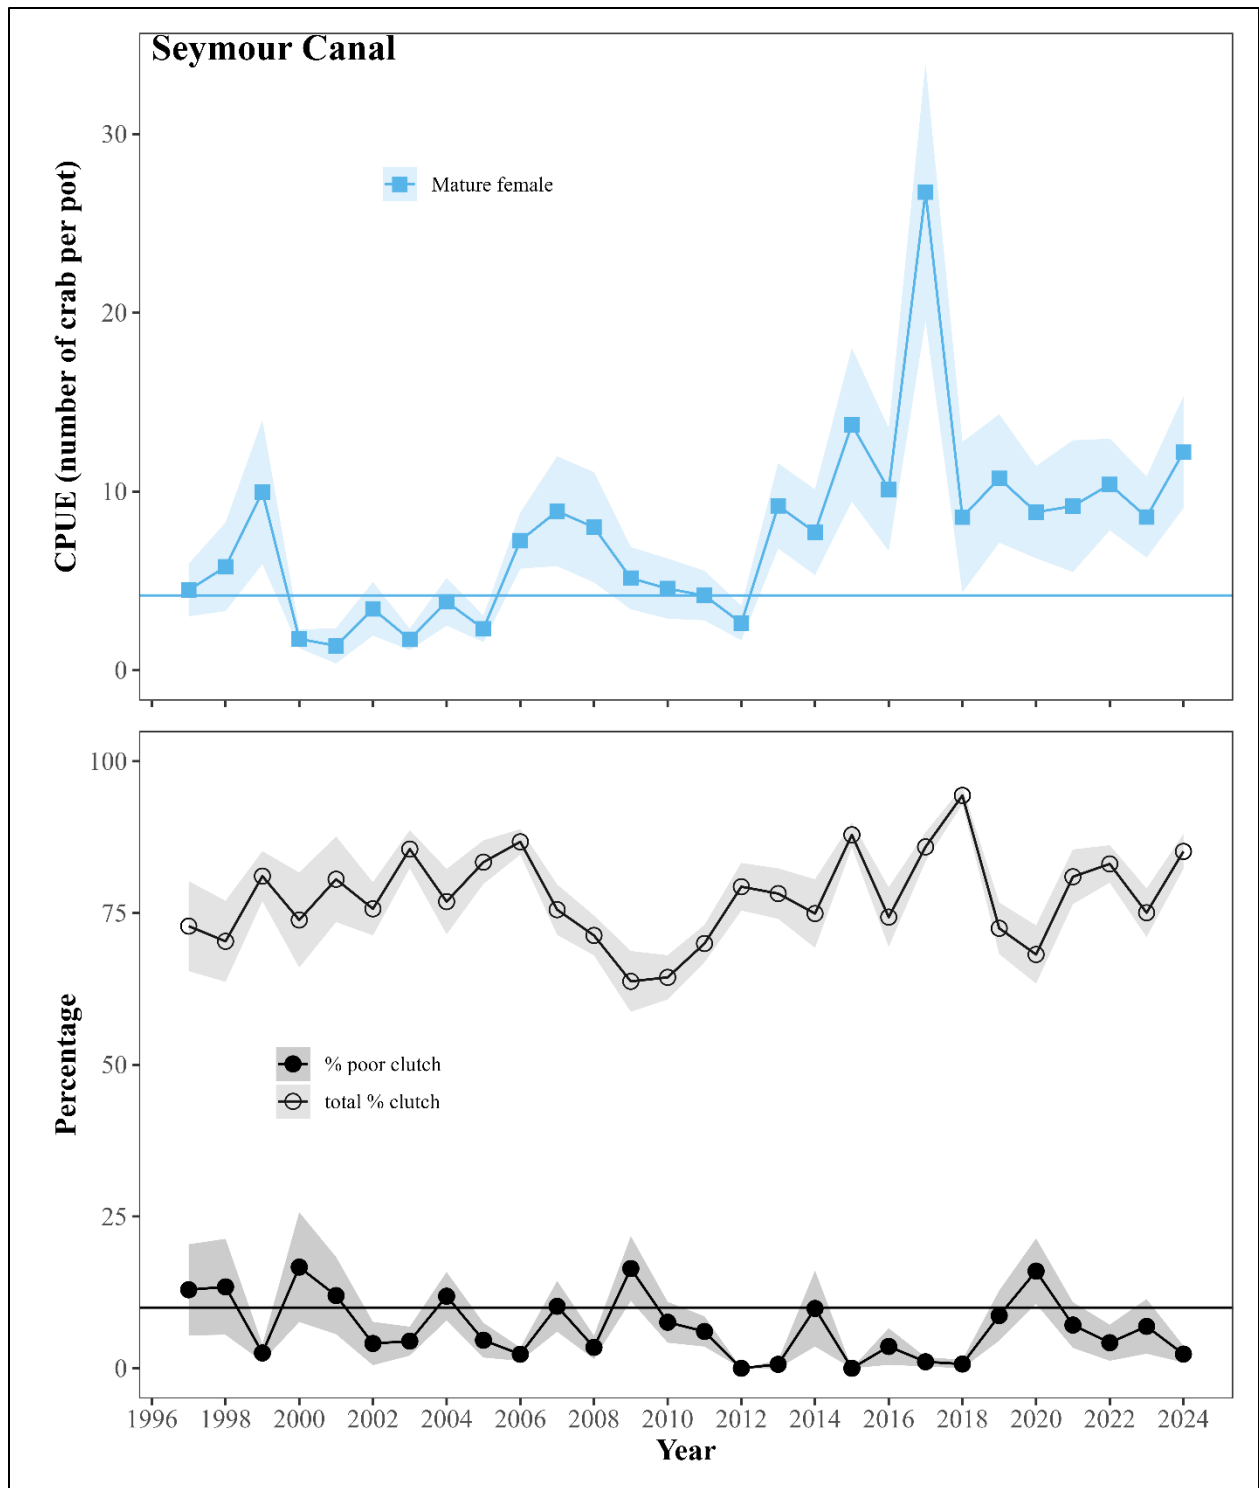 Seymour Canal
CPUE (number of crab per pot)
30
20
10
0
Mature female
Percentage
100
75
50
25
0
% poor clutch
total % clutch
1996 1998 2000 2002 2004 2006 2008 2010 2012 2014 2016 2018 2020 2022 2024
Year